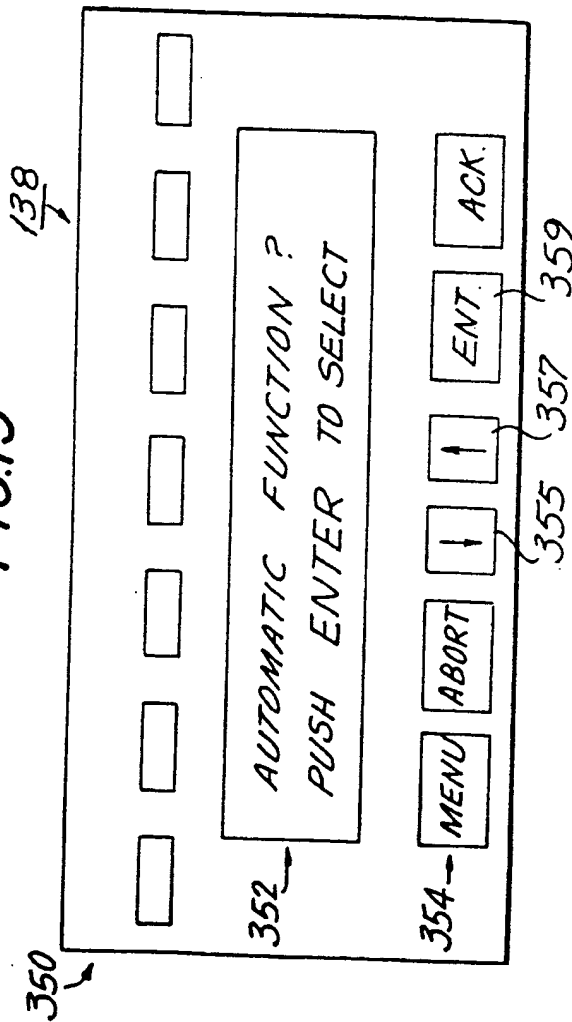 138
350
352
AUTOMATIC FUNCTION ?
PUSH ENTER TO SELECT
354
MENU
ABORT
↓
↑
ENT.
ACK.
355
357
359